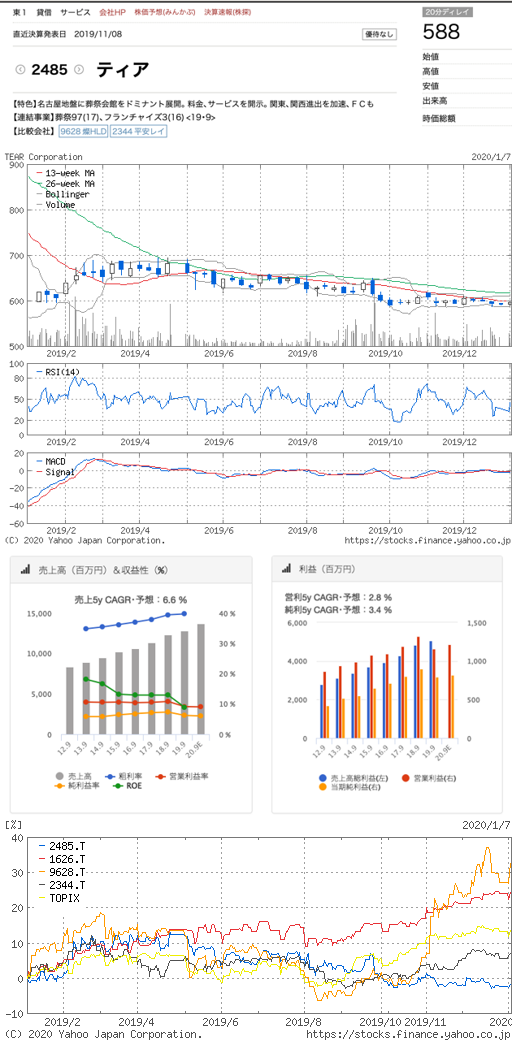 東1 貸借 サービス 会社HP 株価予想(みんかぶ) 決算速報(株探)
20分ディレイ
直近決算発表日 2019/11/08
優待なし
588
2485 ティア
始値
高値
安値
出来高
時価総額
【特色】名古屋地盤に葬祭会館をドミナント展開。料金、サービスを開示。関東、関西進出を加速、FCも
【連結事業】葬祭97(17)、フランチャイズ3(16) <19・9>
【比較会社】 9628 燦HLD 2344 平安レイ
TEAR Corporation 2020/1/7
13-week MA
26-week MA
Bollinger
Volume
900
800
700
600
500
2019/2 2019/4 2019/6 2019/8 2019/10 2019/12
RSI(14)
100
80
50
20
0
2019/2 2019/4 2019/6 2019/8 2019/10 2019/12
MACD
Signal
20
0
-20
-40
-60
2019/2 2019/4 2019/6 2019/8 2019/10 2019/12
(C) 2020 Yahoo Japan Corporation. https://stocks.finance.yahoo.co.jp
売上高（百万円）＆収益性（%）
売上5y CAGR・予想：6.6 %
15,000
10,000
5,000
0
40 %
30 %
20 %
10 %
0 %
12.9 13.9 14.9 15.9 16.9 17.9 18.9 19.9 20.9E
売上高 粗利率 営業利益率
純利益率 ROE
利益（百万円）
営利5y CAGR・予想：2.8 %
純利5y CAGR・予想：3.4 %
6,000
4,000
2,000
0
1,500
1,000
500
0
12.9 13.9 14.9 15.9 16.9 17.9 18.9 19.9 20.9E
売上高総利益(左) 営業利益(右)
当期純利益(右)
[%] 2020/1/7
2485.T
1626.T
9628.T
2344.T
TOPIX
40
30
20
10
0
-10
2019/2 2019/4 2019/6 2019/8 2019/10 2019/11 2020
(C) 2020 Yahoo Japan Corporation. https://stocks.finance.yahoo.co.jp